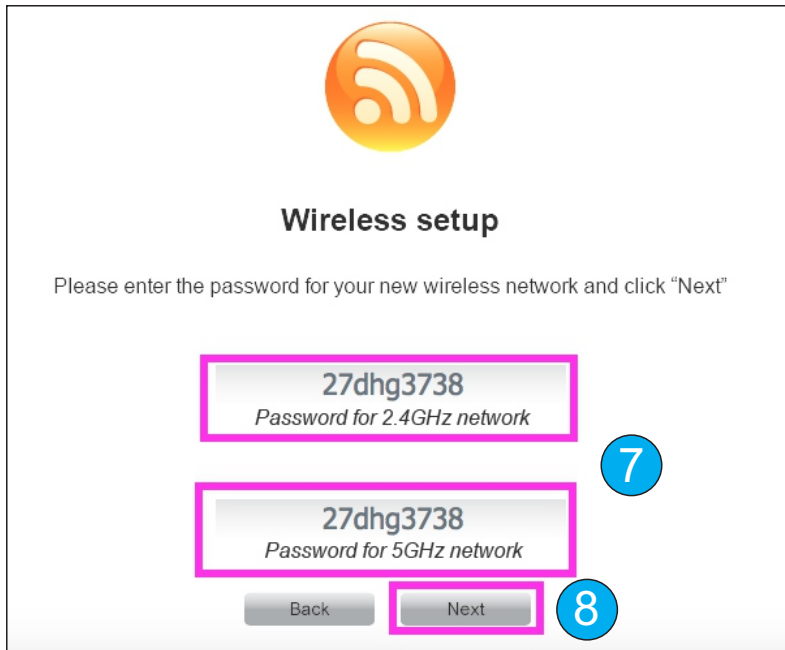 Wireless setup
Please enter the password for your new wireless network and click “Next”
27dhg3738
Password for 2.4GHz network
7
27dhg3738
Password for 5GHz network
Back Next 8